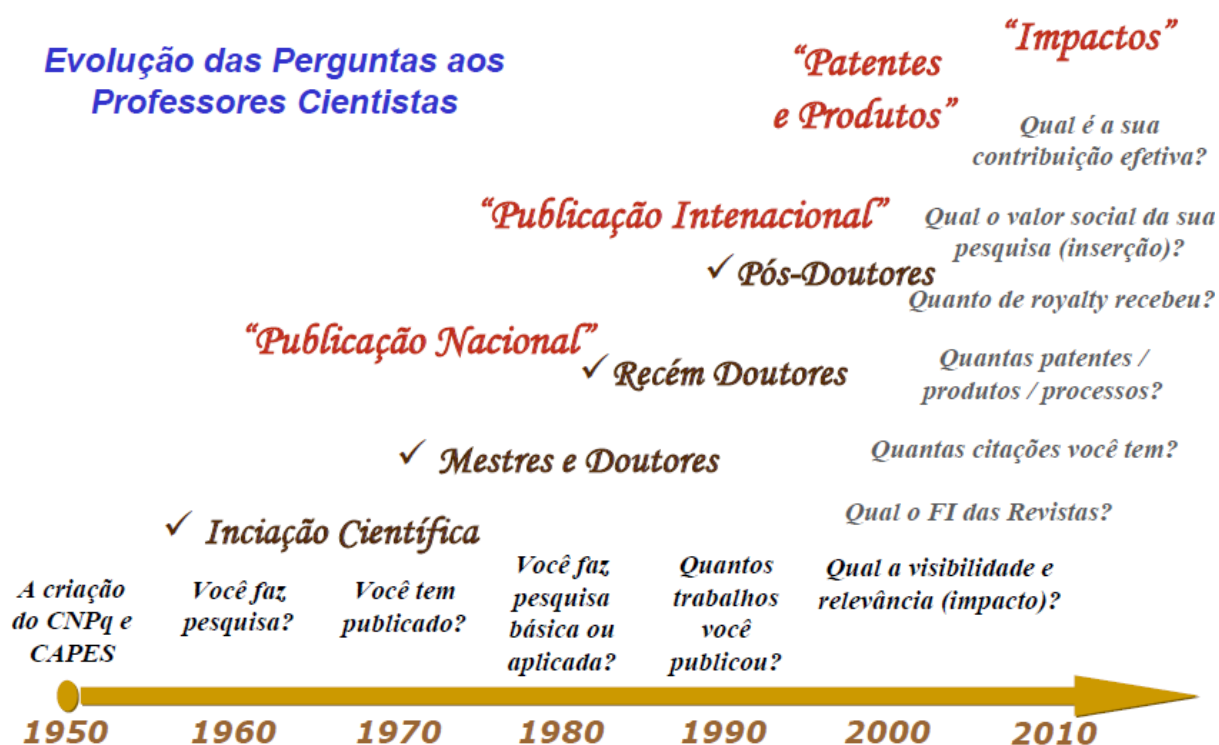 Evolução das Perguntas aos
Professores Cientistas
“Impactos”
“Patentes
e Produtos”
Qual é a sua
contribuição efetiva?
“Publicação Intenacional”
Qual o valor social da sua
pesquisa (inserção)?
✓ Pós-Doutores
Quanto de royalty recebeu?
“Publicação Nacional”
✓ Recém Doutores
Quantas patentes /
produtos / processos?
✓ Mestres e Doutores
Quantas citações você tem?
✓ Inciação Científica
Qual o FI das Revistas?
A criação
do CNPq e
CAPES
Você faz
pesquisa?
Você tem
publicado?
Você faz
pesquisa
básica ou
aplicada?
Quantos
trabalhos
você
publicou?
Qual a visibilidade e
relevância (impacto)?
1950 1960 1970 1980 1990 2000 2010